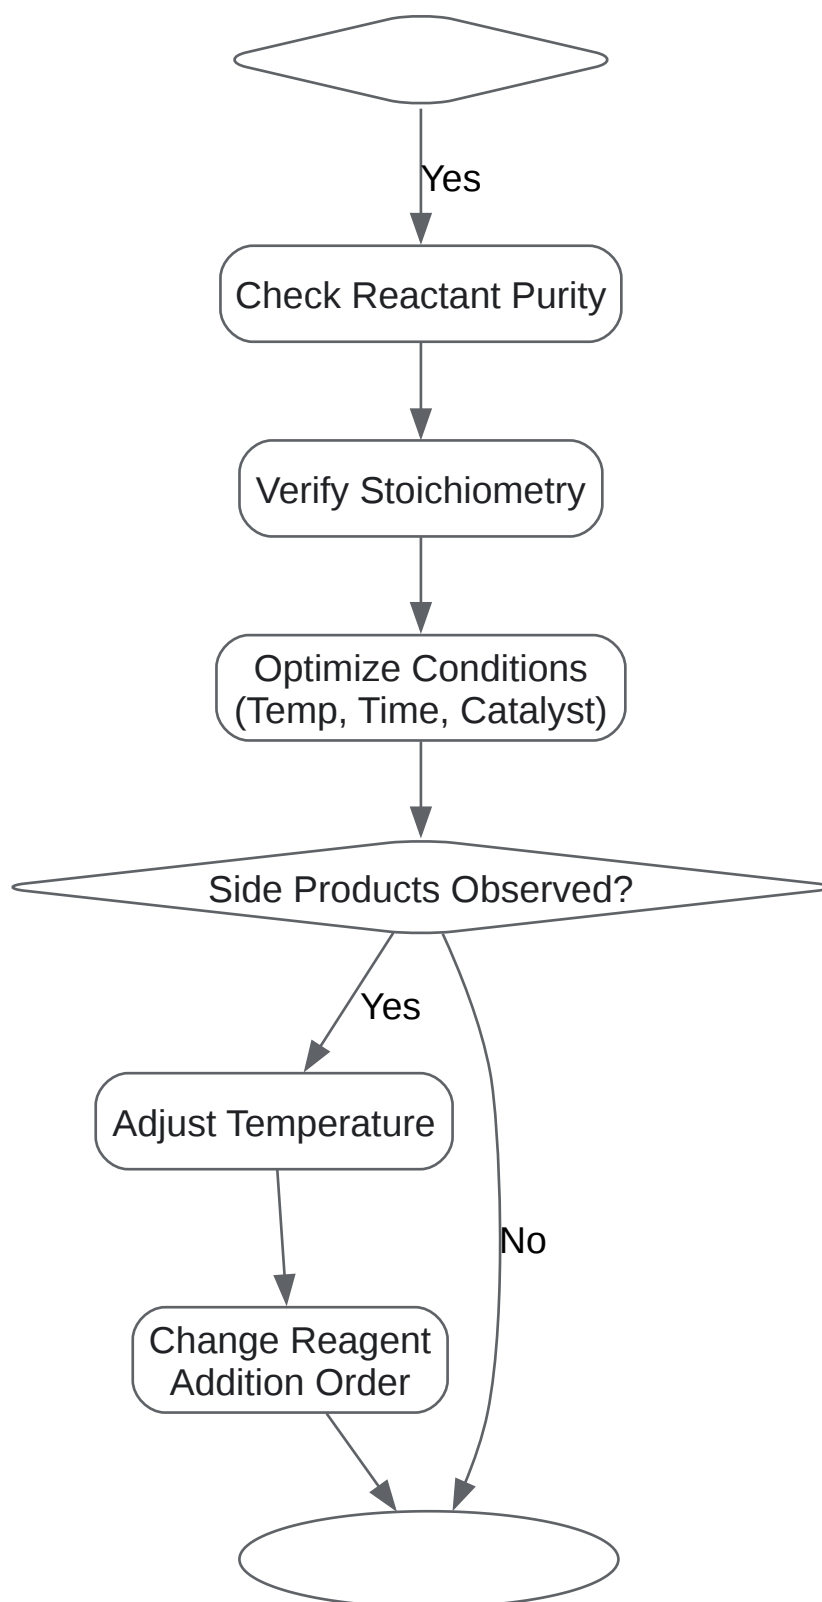 Yes
Check Reactant Purity
Verify Stoichiometry
Optimize Conditions
(Temp, Time, Catalyst)
Side Products Observed?
Yes
Adjust Temperature
No
Change Reagent
Addition Order